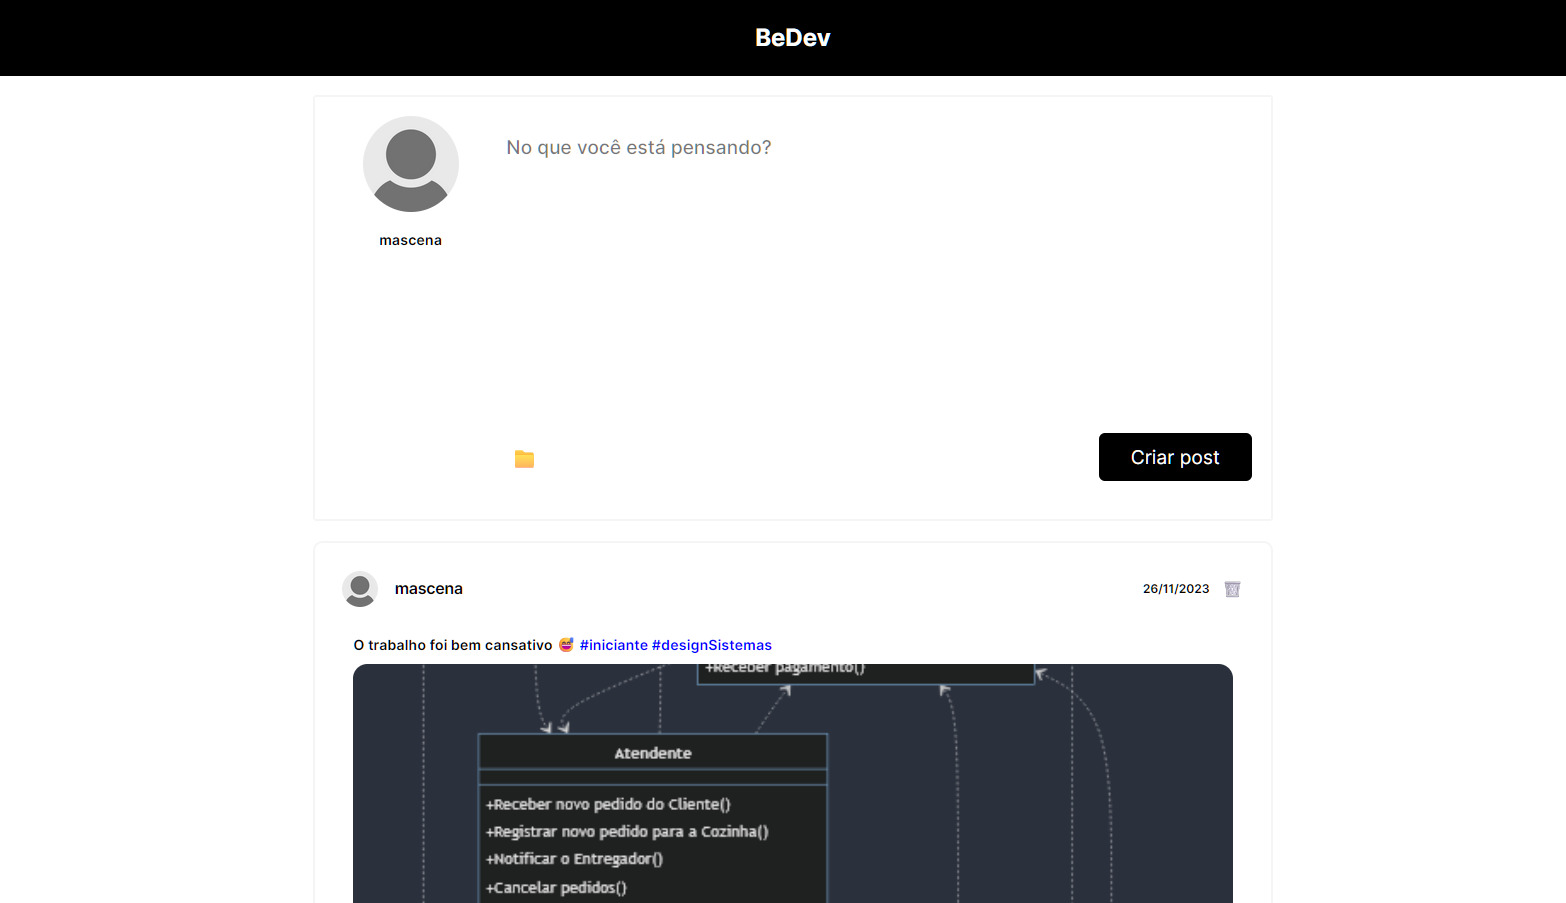 BeDev
No que você está pensando?
mascena
Criar post
mascena
26/11/2023
O trabalho foi bem cansativo 😅 #iniciante #designSistemas
+Receber pagamento()
Atendente
+Receber novo pedido do Cliente()
+Registrar novo pedido para a Cozinha()
+Notificar o Entregador()
+Cancelar pedidos()